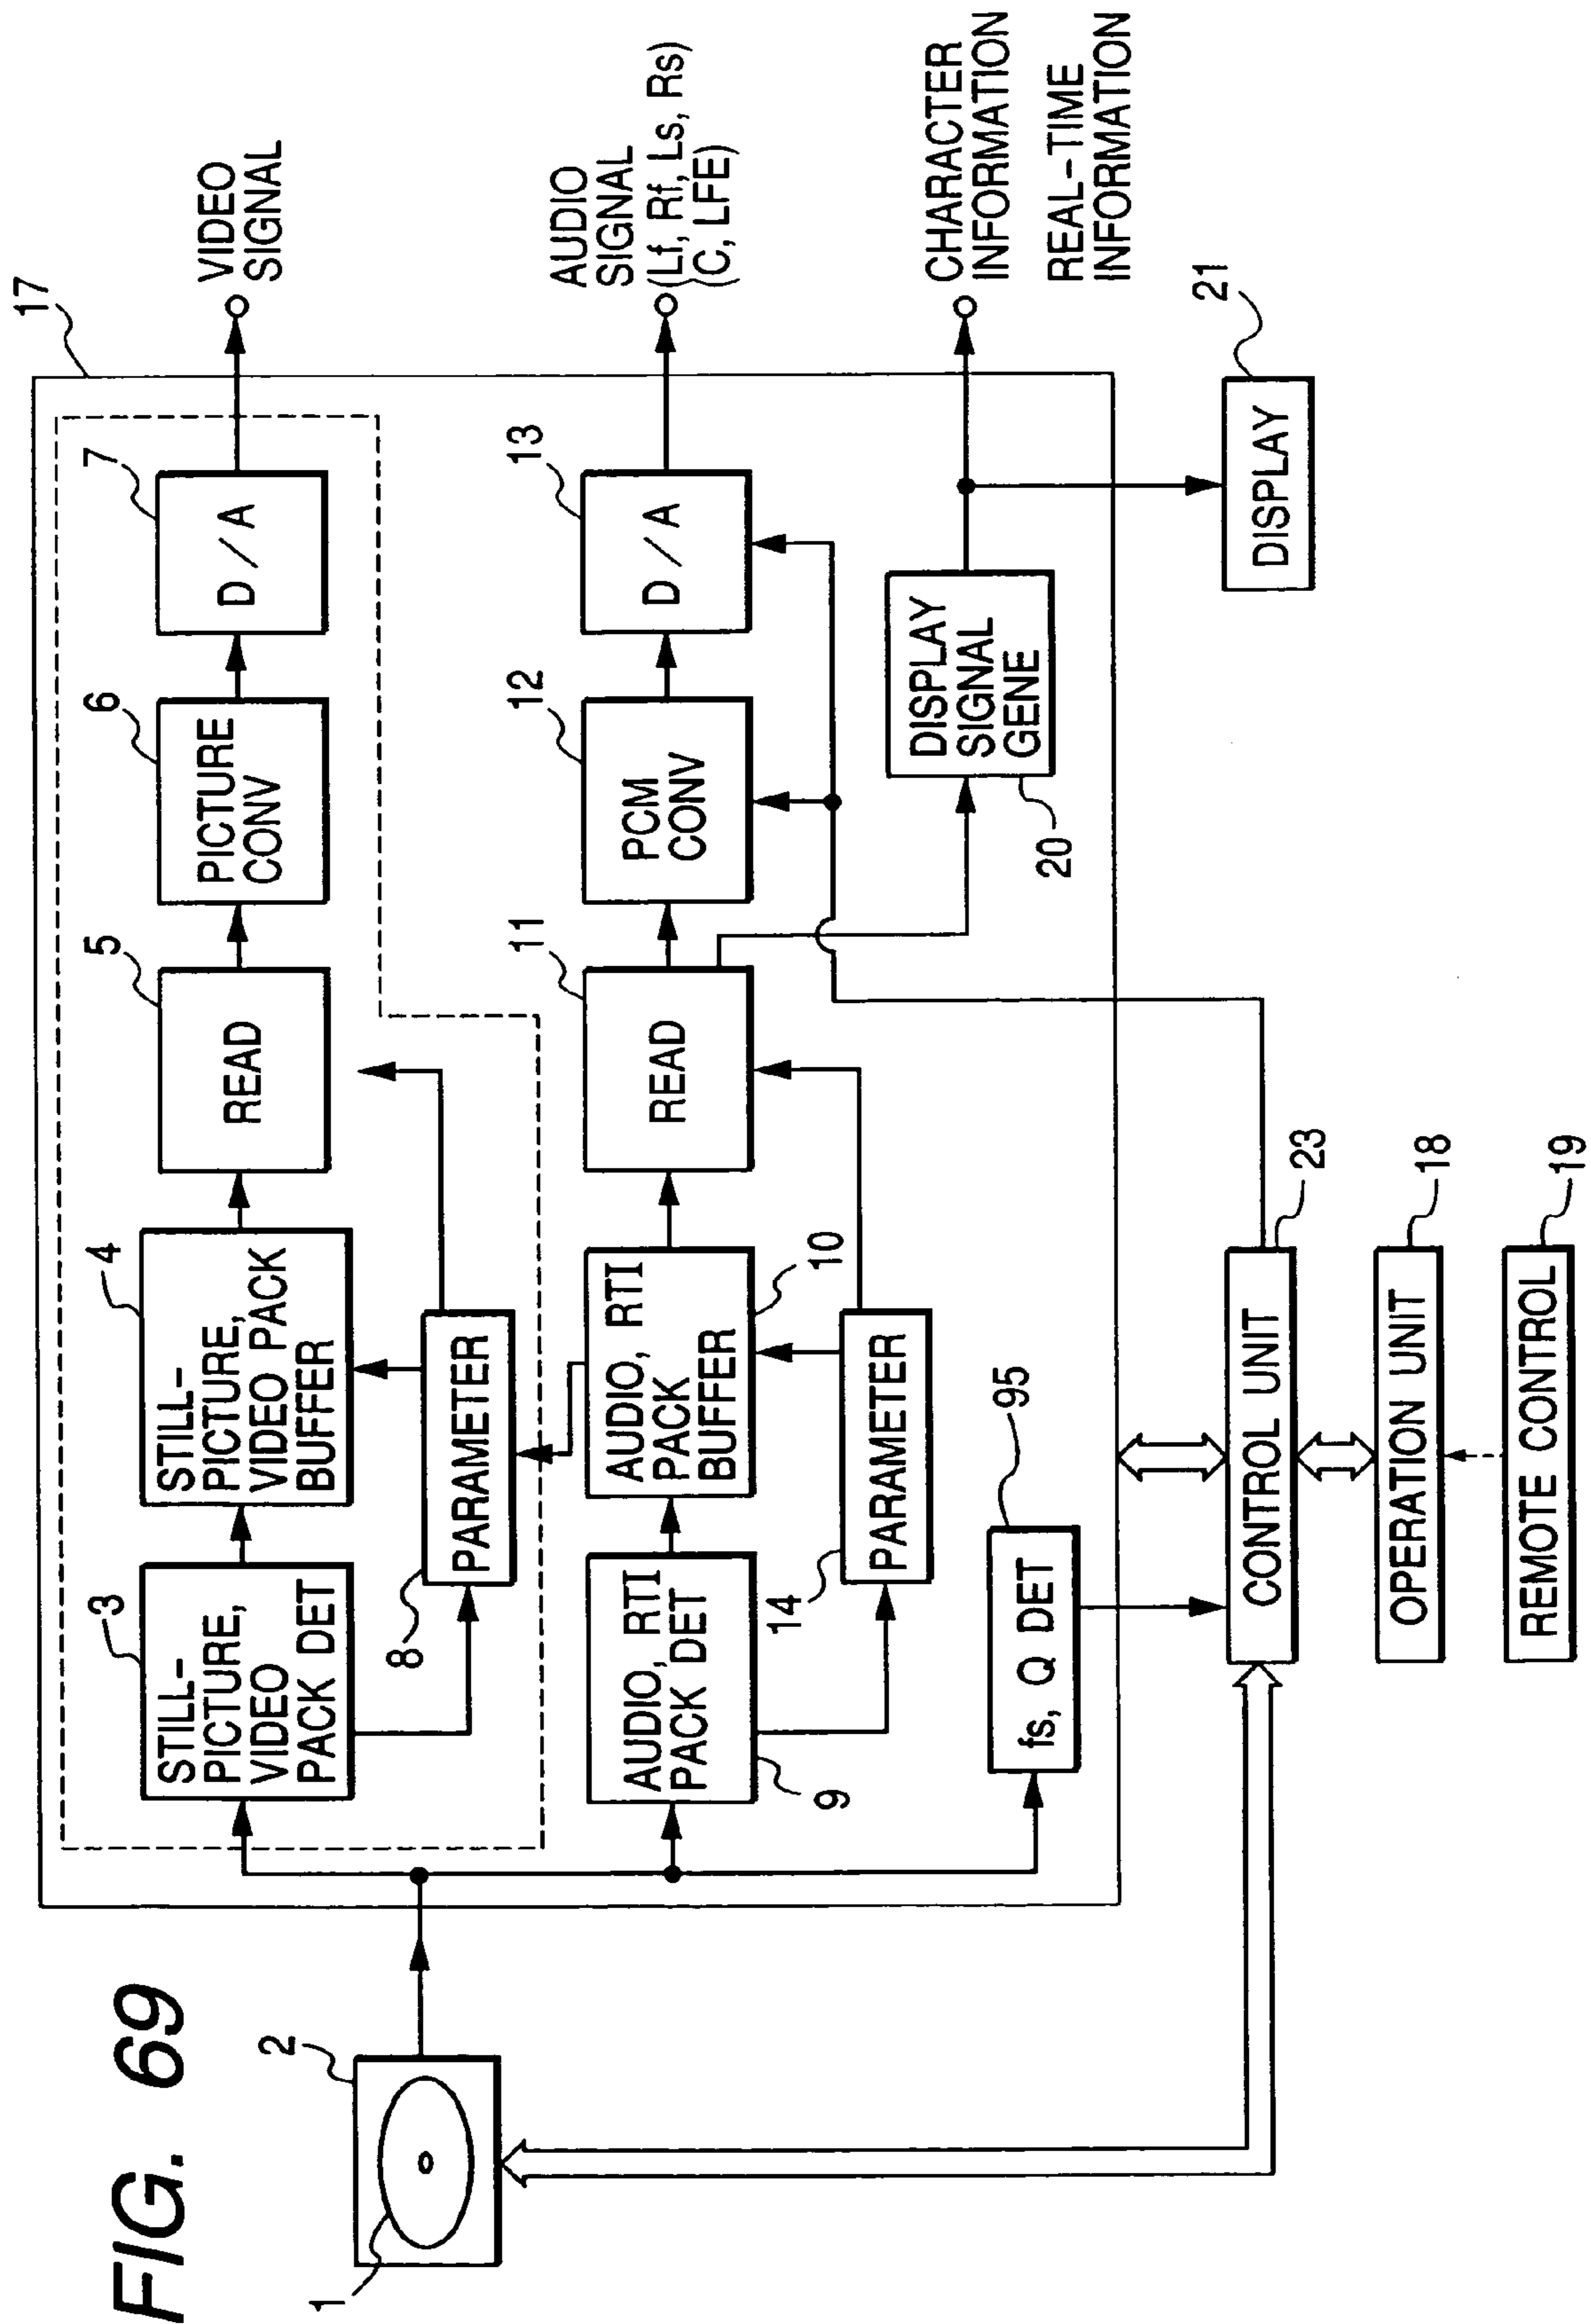 FIG. 69
1
2
17
3
STILL-
PICTURE,
VIDEO
PACK DET
4
STILL-
PICTURE,
VIDEO PACK
BUFFER
5
READ
6
PICTURE
CONV
7
D / A
VIDEO
SIGNAL
8
PARAMETER
9
AUDIO, RTI
PACK DET
10
AUDIO, RTI
PACK
BUFFER
11
READ
12
PCM
CONV
13
D / A
AUDIO
SIGNAL
(Lf, Rf, Ls, Rs)
(C, LFE)
14
PARAMETER
95
fs, Q DET
20
DISPLAY
SIGNAL
GENE
CHARACTER
INFORMATION
REAL-TIME
INFORMATION
21
DISPLAY
23
CONTROL UNIT
18
OPERATION UNIT
19
REMOTE CONTROL